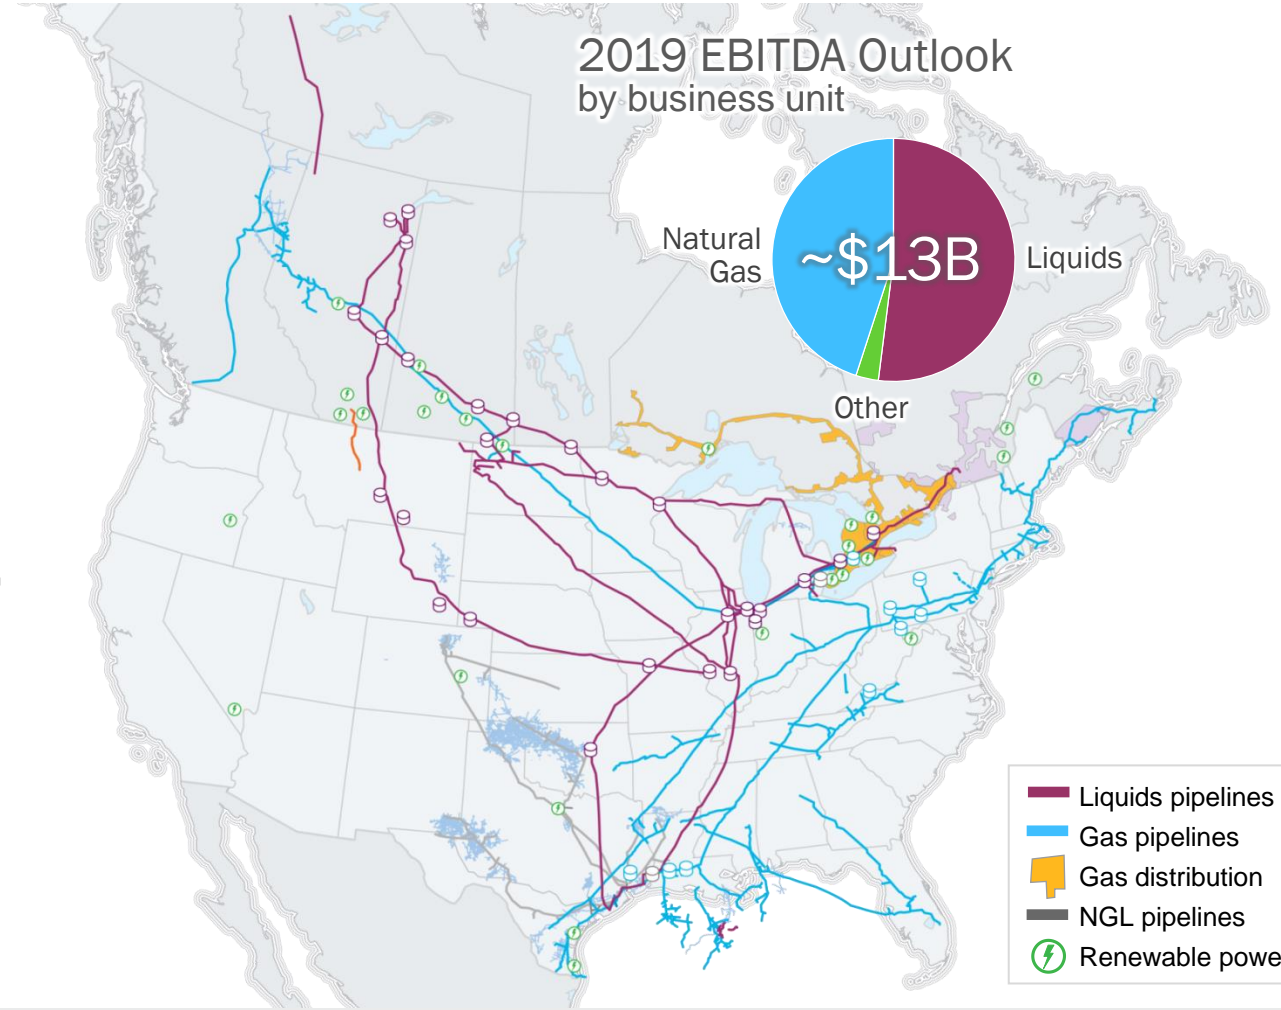 2019 EBITDA Outlook
by business unit
Natural
Gas
~$13B
Liquids
Other
Liquids pipelines
Gas pipelines
Gas distribution
NGL pipelines
Renewable powe